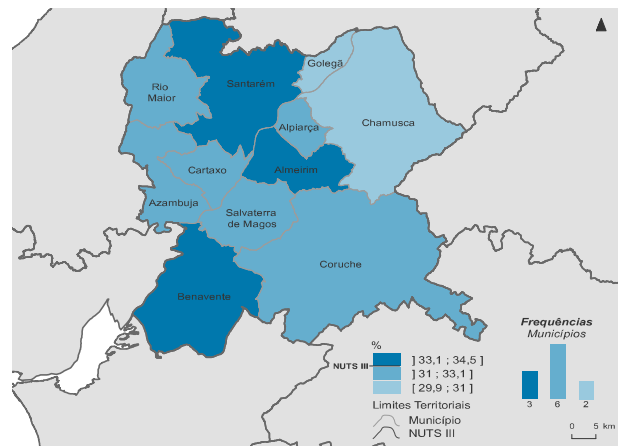 Golegã
Rio
Maior
Santarém
Alpiarça
Chamusca
Cartaxo
Almeirim
Azambuja
Salvaterra
de Magos
Coruche
Benavente
%
NUTS III
] 33,1 ; 34,5 ]
] 31 ; 33,1 ]
[ 29,9 ; 31 ]
Limites Territoriais
Município
NUTS III
Frequências
Municípios
3 6 2
0 5 km